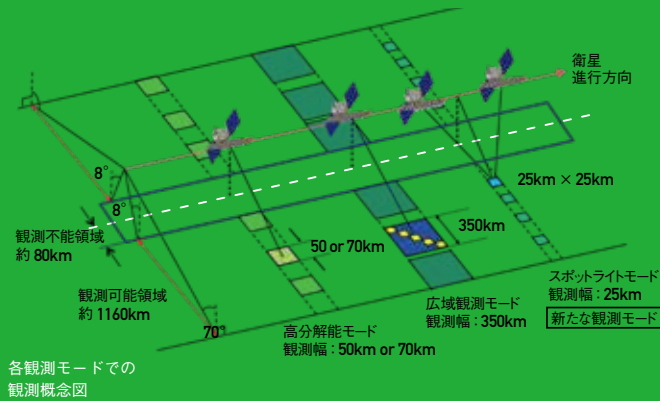 衛星
進行方向
8°
8°
25km × 25km
観測不能領域
約 80km
350km
50 or 70km
観測可能領域
約 1160km
スポットライトモード
観測幅：25km
広域観測モード
観測幅：350km
新たな観測モード
70°
高分解能モード
観測幅：50km or 70km
各観測モードでの
観測概念図